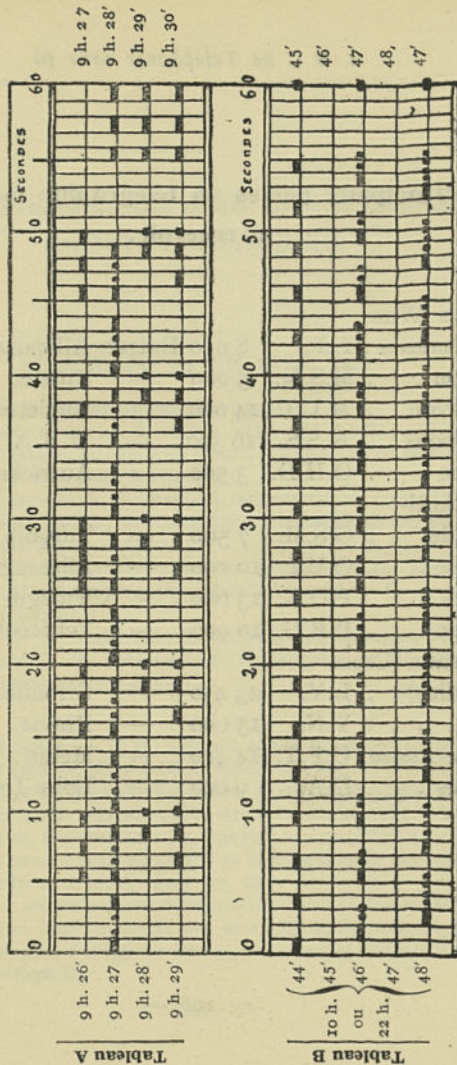 Tableau A
SECONDES
0 10 20 30 40 50 60
9 h. 26' 9 h. 27
9 h. 27 9 h. 28'
9 h. 28' 9 h. 29'
9 h. 29' 9 h. 30'
Tableau B
SECONDES
0 10 20 30 40 50 60
44' 45'
10 h. 45' 46'
ou 46' 47'
22 h. 47' 48,
48' 47'